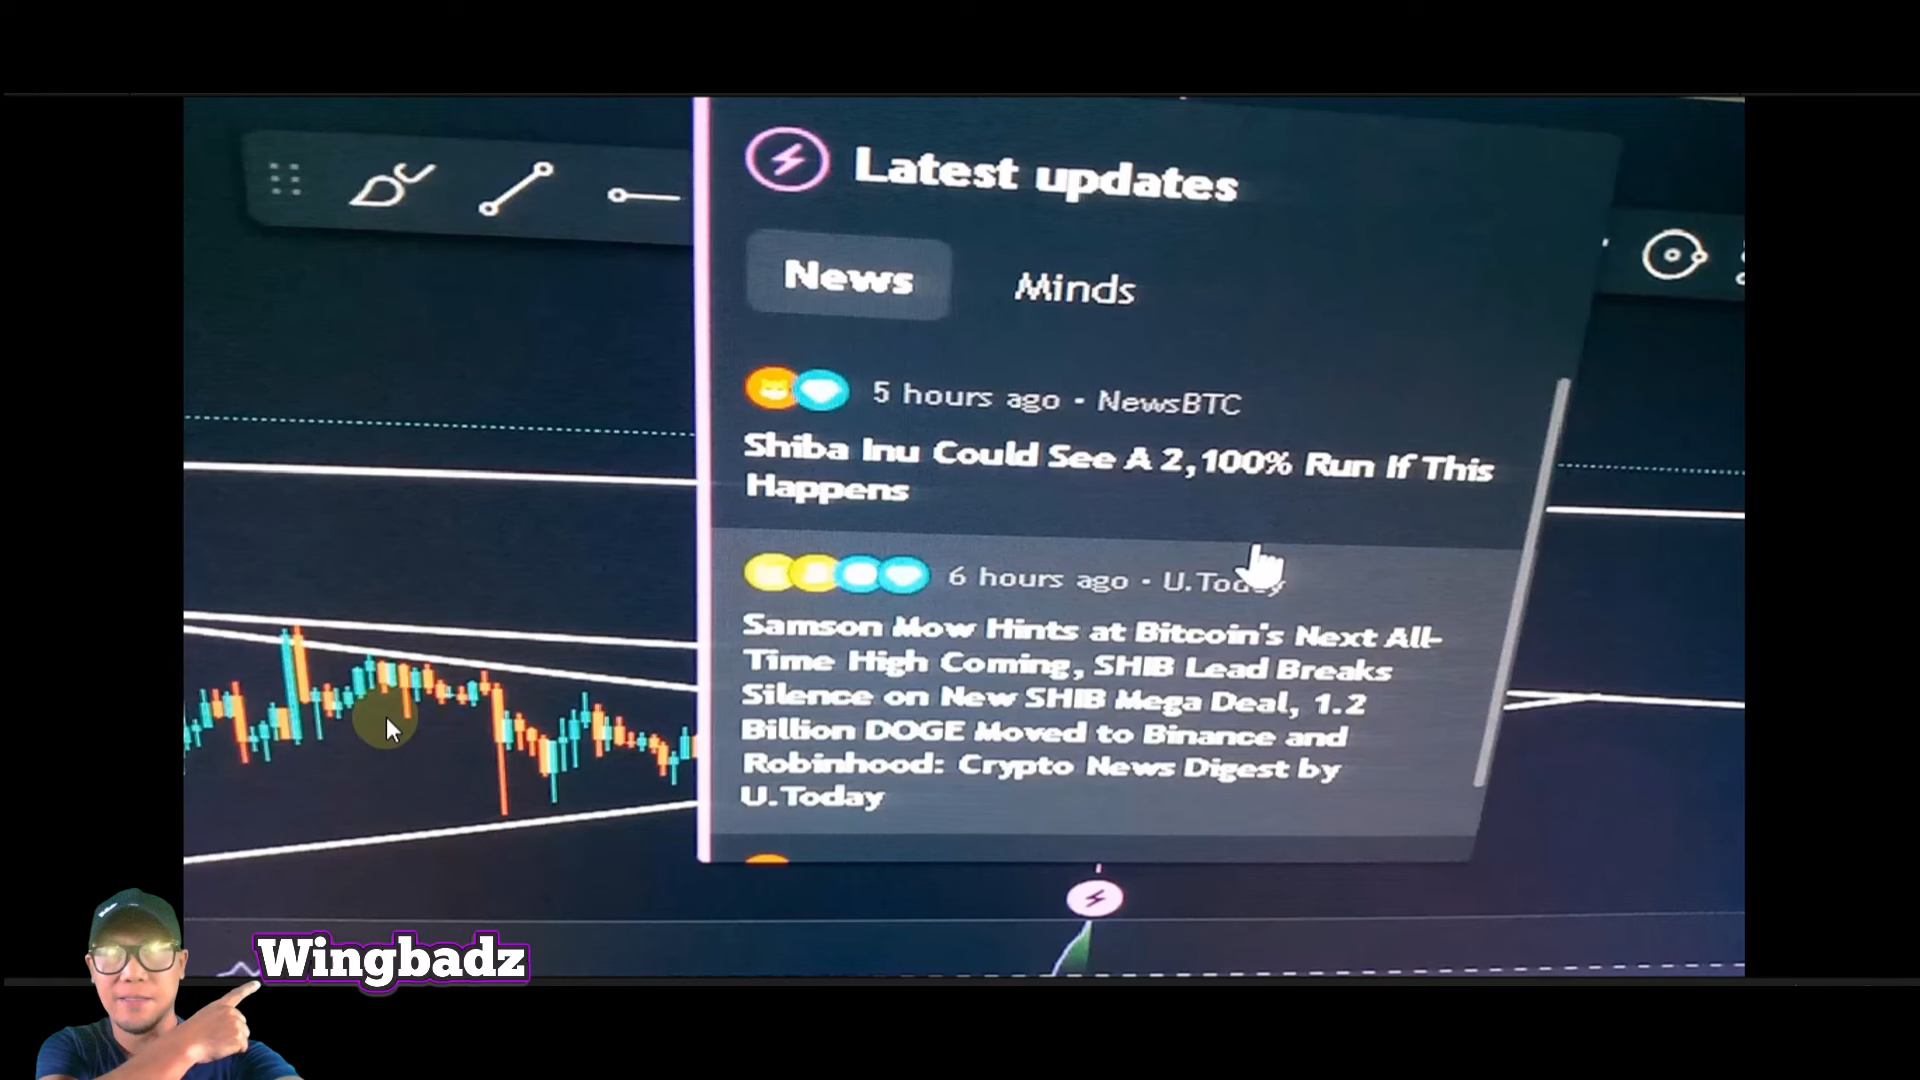 Latest updates
News
Minds
5 hours ago • NewsBTC
Shiba Inu Could See A 2,100% Run If This
Happens
6 hours ago • U.Today
Samson Mow Hints at Bitcoin's Next All-
Time High Coming, SHIB Lead Breaks
Silence on New SHIB Mega Deal, 1.2
Billion DOGE Moved to Binance and
Robinhood: Crypto News Digest by
U.Today
Wingbadz